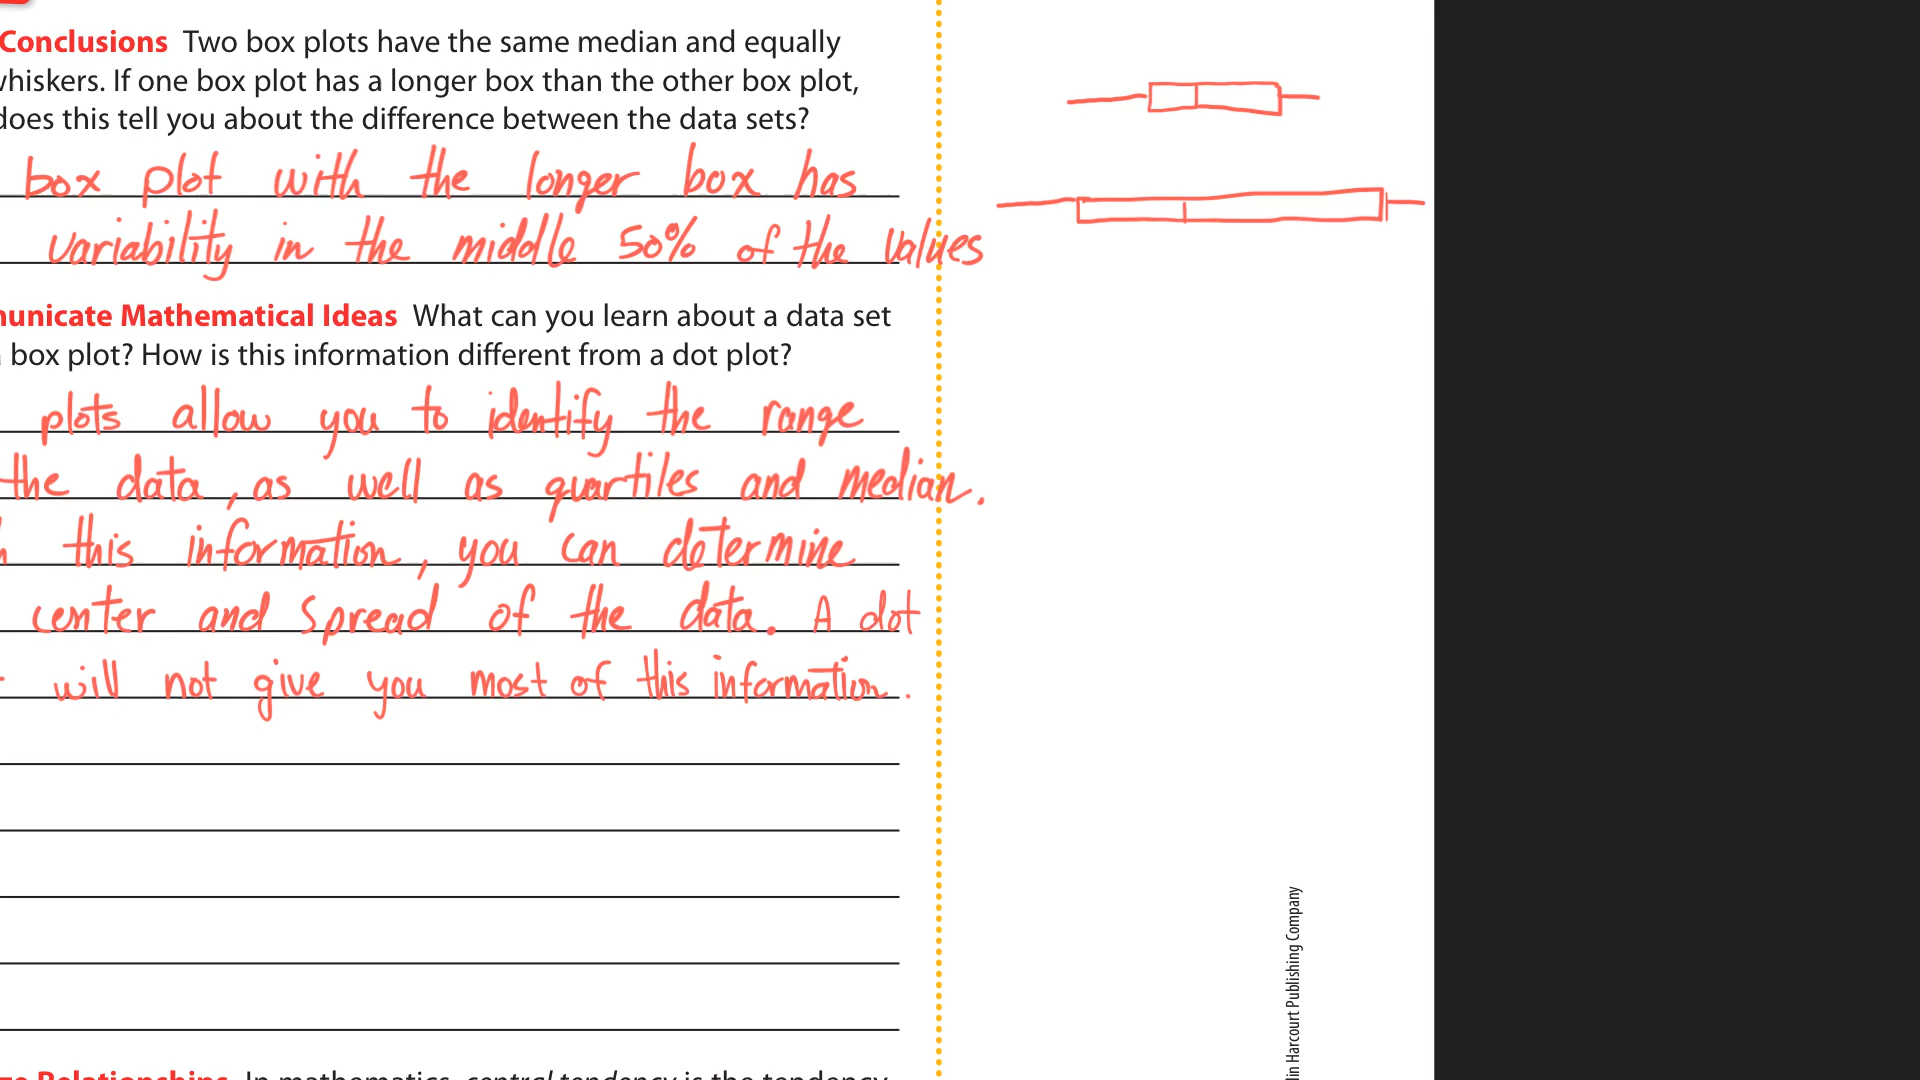 Conclusions Two box plots have the same median and equally
whiskers. If one box plot has a longer box than the other box plot,
does this tell you about the difference between the data sets?
box plot with the longer box has
variability in the middle 50% of the values
municate Mathematical Ideas What can you learn about a data set
box plot? How is this information different from a dot plot?
plots allow you to identify the range
the data, as well as quartiles and median.
this information, you can determine
center and spread of the data. A dot
will not give you most of this information.
Relationships In mathematics, central tendency is the tendency
lin Harcourt Publishing Company